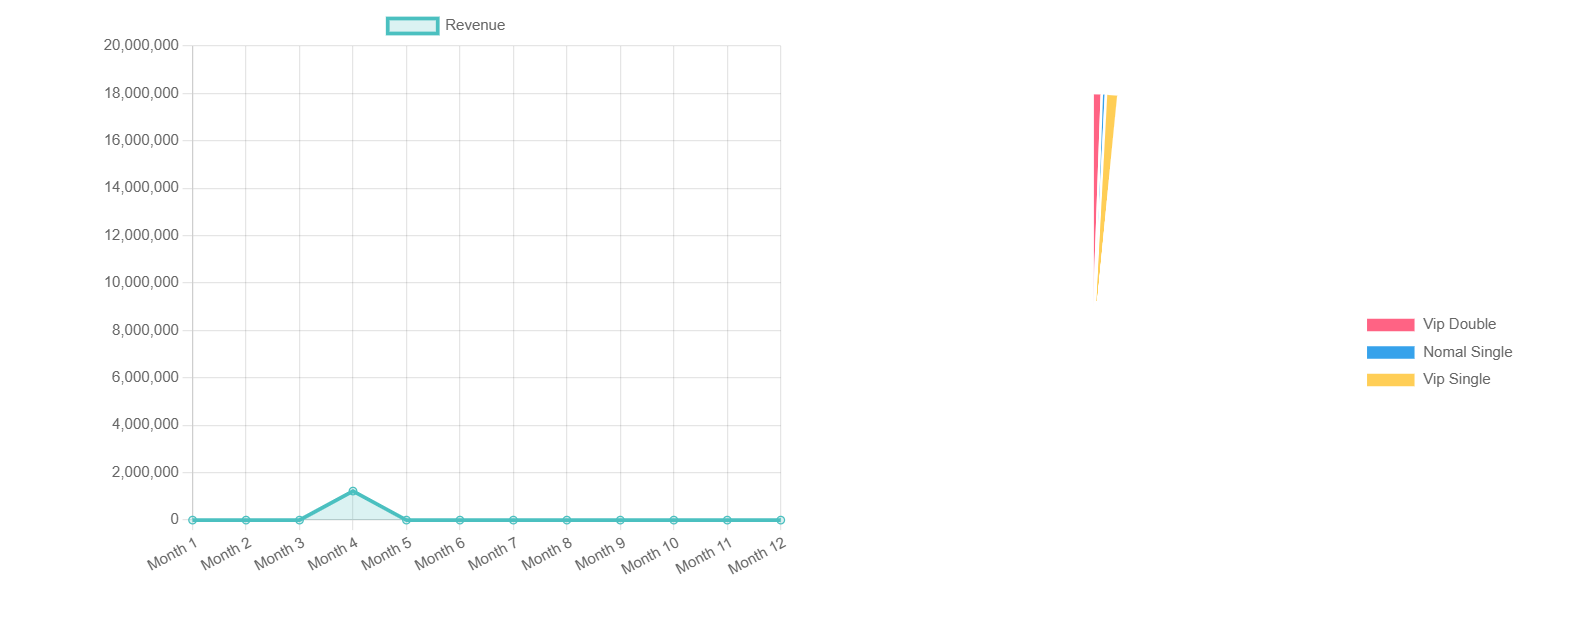 Revenue
20,000,000
18,000,000
16,000,000
14,000,000
12,000,000
10,000,000
8,000,000
6,000,000
4,000,000
2,000,000
0
Month 1
Month 2
Month 3
Month 4
Month 5
Month 6
Month 7
Month 8
Month 9
Month 10
Month 11
Month 12
Vip Double
Nomal Single
Vip Single